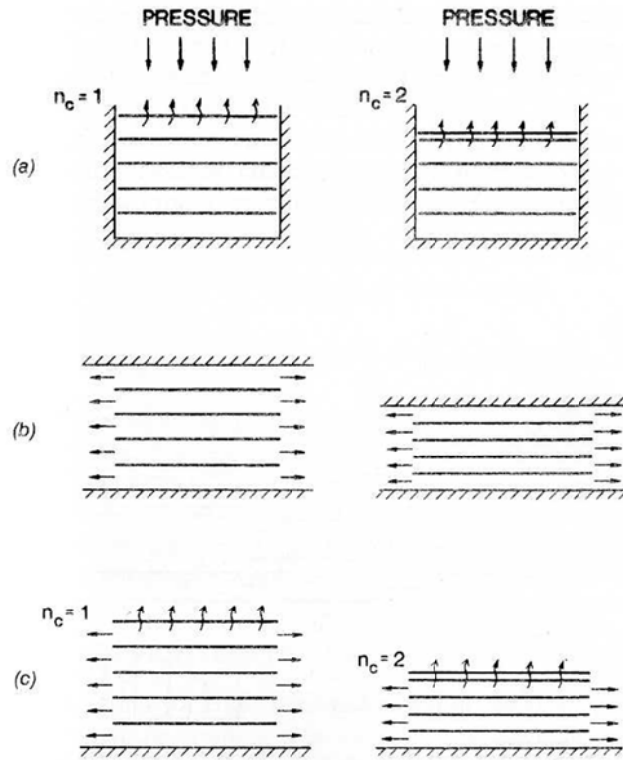 PRESSURE PRESSURE
n_c = 1 n_c = 2
(a)
(b)
n_c = 1
n_c = 2
(c)